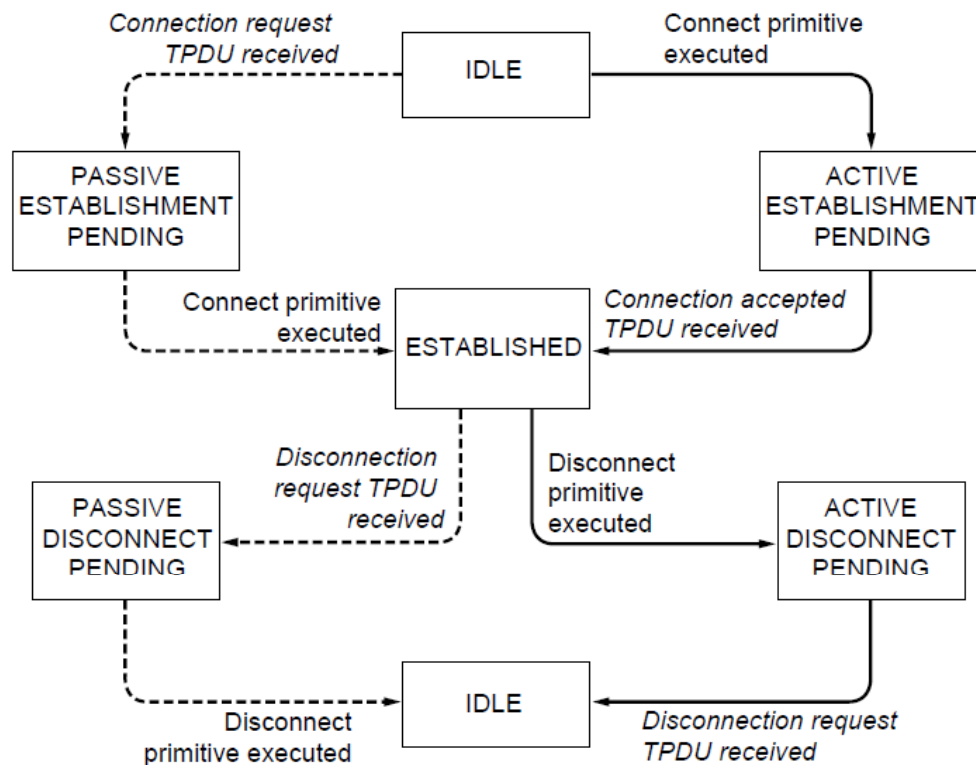 Connection request
TPDU received
IDLE
Connect primitive
executed
PASSIVE
ESTABLISHMENT
PENDING
ACTIVE
ESTABLISHMENT
PENDING
Connect primitive
executed
ESTABLISHED
Connection accepted
TPDU received
Disconnection
request TPDU
received
Disconnect
primitive
executed
PASSIVE
DISCONNECT
PENDING
ACTIVE
DISCONNECT
PENDING
IDLE
Disconnect
primitive executed
Disconnection request
TPDU received